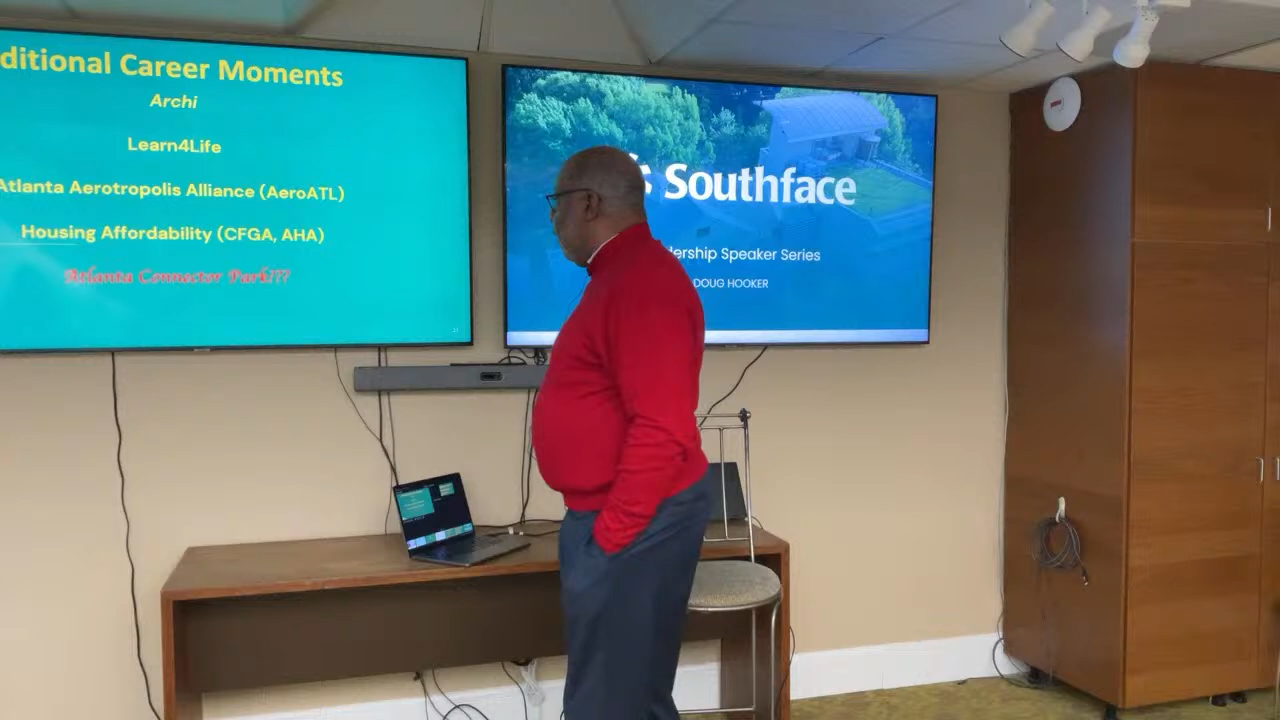 ditional Career Moments
Archi
Learn4Life
Atlanta Aerotropolis Alliance (AeroATL)
Housing Affordability (CFGA, AHA)
Atlanta Connector Park???
Southface
ership Speaker Series
DOUG HOOKER